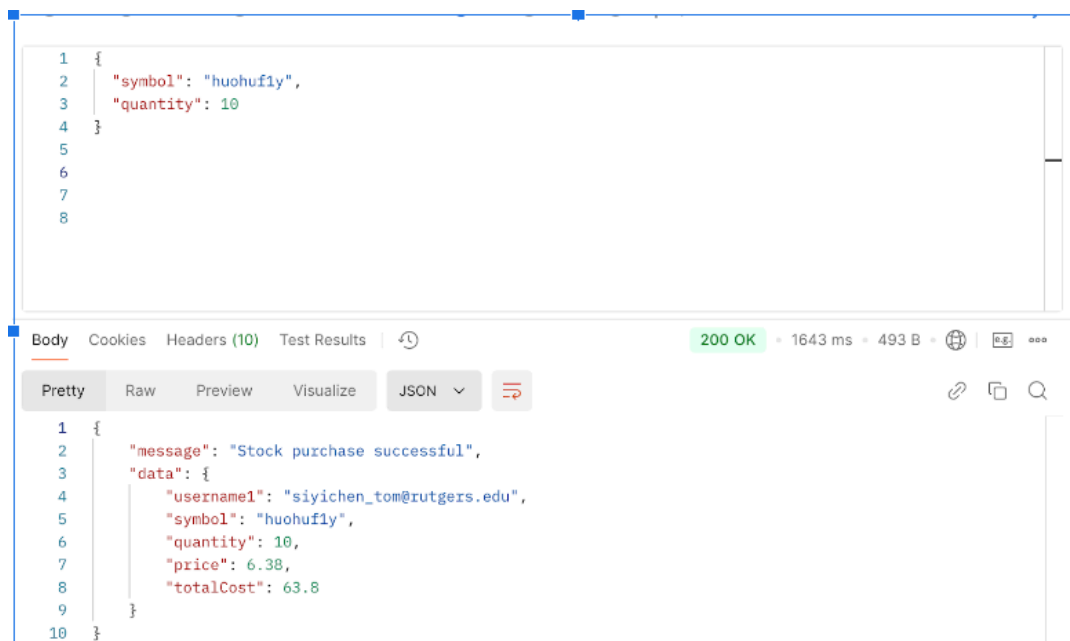 1 {
2 "symbol": "huohuf1y",
3 "quantity": 10
4 }
5
6
7
8
Body Cookies Headers (10) Test Results 200 OK 1643 ms 493 B e.g.
Pretty Raw Preview Visualize JSON
1 {
2 "message": "Stock purchase successful",
3 "data": {
4 "username1": "siyichen_tom@rutgers.edu",
5 "symbol": "huohuf1y",
6 "quantity": 10,
7 "price": 6.38,
8 "totalCost": 63.8
9 }
10 }